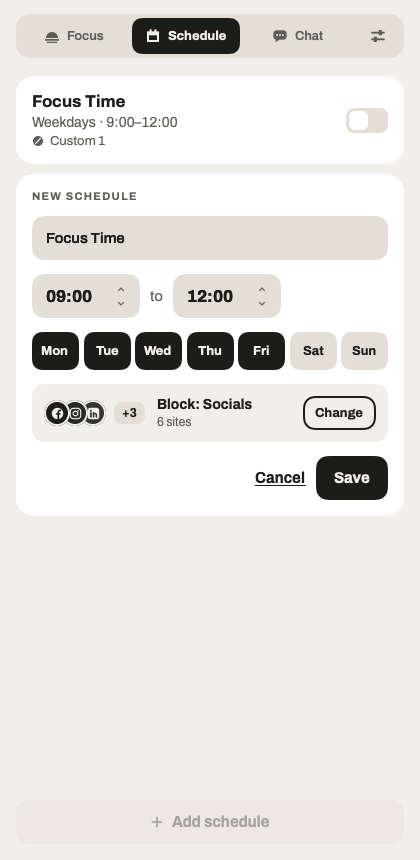 Focus
Schedule
Chat
Focus Time
Weekdays · 9:00–12:00
Custom 1
NEW SCHEDULE
Focus Time
09:00 to 12:00
Mon Tue Wed Thu Fri Sat Sun
+3
Block: Socials
6 sites
Change
Cancel
Save
+ Add schedule